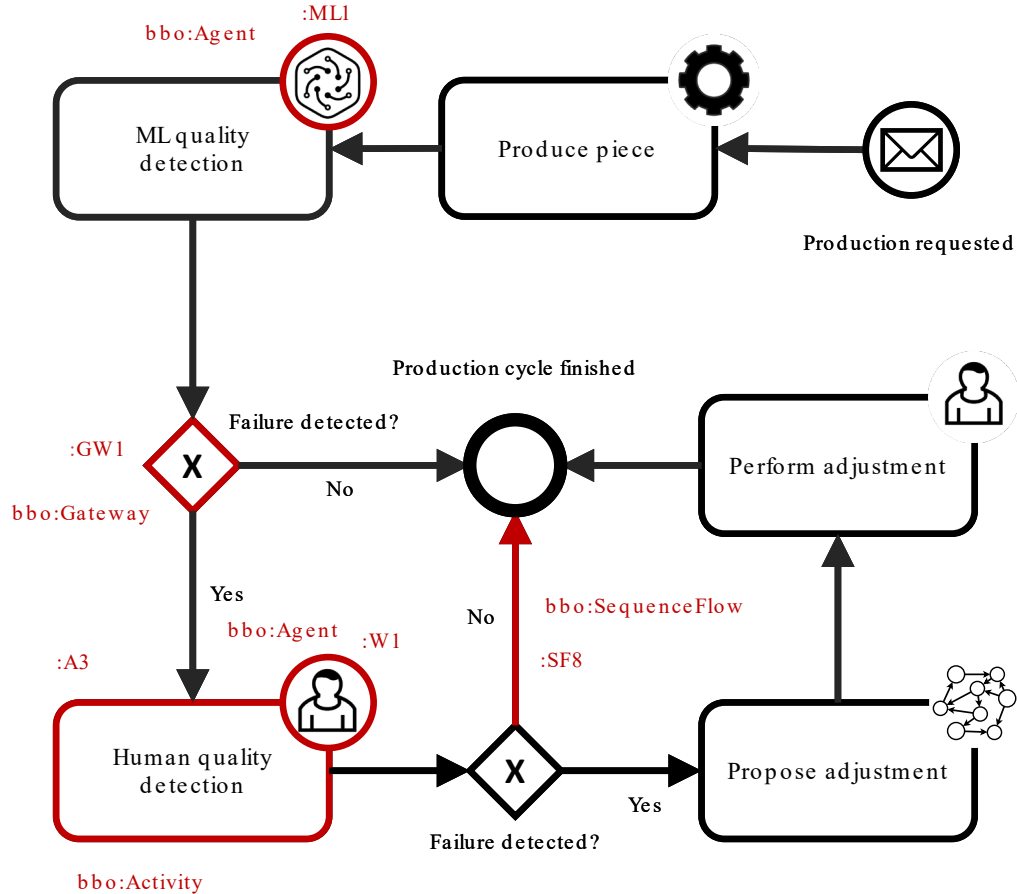 :ML1
bbo:Agent
ML quality
detection
Produce piece
Production requested
Production cycle finished
Failure detected?
:GW1
X
No
bbo:Gateway
Perform adjustment
Yes
bbo:SequenceFlow
No
bbo:Agent
:W1
:A3
:SF8
Human quality
detection
X
Propose adjustment
Yes
Failure detected?
bbo:Activity